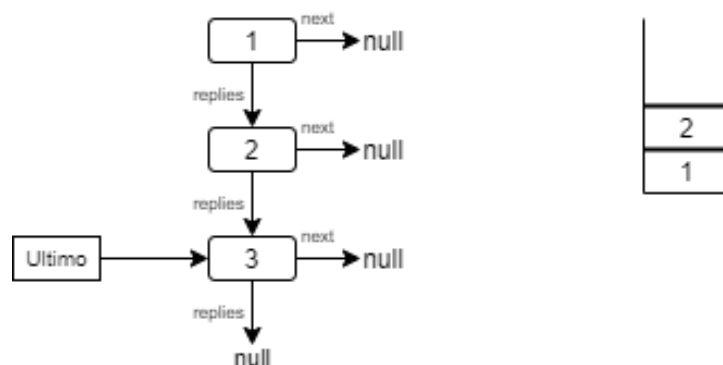 next
1
null
replies
next
2
null
replies
Ultimo
next
3
null
replies
null
2
1